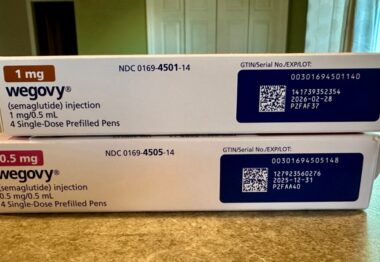 1 mg
wegovy®
(semaglutide) injection
1 mg/0.5 mL
4 Single-Dose Prefilled Pens
NDC 0169-4501-14
GTIN/Serial No./EXP/LOT:
00301694501140
141739352354
2026-02-28
PZFAF37
0.5 mg
wegovy®
(semaglutide) injection
0.5 mg/0.5 mL
4 Single-Dose Prefilled Pens
NDC 0169-4505-14
GTIN/Serial No./EXP/LOT:
00301694505148
127923560276
2025-12-31
PZFAA40